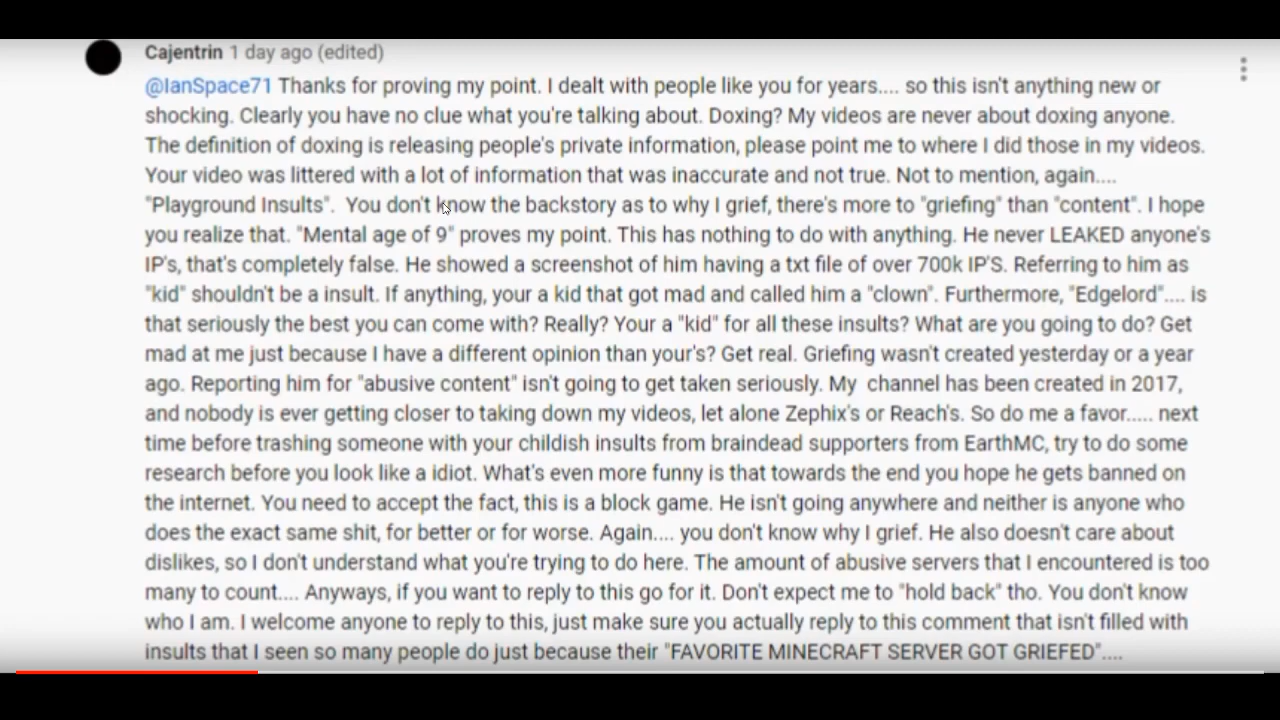 Cajentrin 1 day ago (edited)
@IanSpace71 Thanks for proving my point. I dealt with people like you for years.... so this isn't anything new or
shocking. Clearly you have no clue what you're talking about. Doxing? My videos are never about doxing anyone.
The definition of doxing is releasing people's private information, please point me to where I did those in my videos.
Your video was littered with a lot of information that was inaccurate and not true. Not to mention, again....
"Playground Insults".  You don't know the backstory as to why I grief, there's more to "griefing" than "content". I hope
you realize that. "Mental age of 9" proves my point. This has nothing to do with anything. He never LEAKED anyone's
IP's, that's completely false. He showed a screenshot of him having a txt file of over 700k IP'S. Referring to him as
"kid" shouldn't be a insult. If anything, your a kid that got mad and called him a "clown". Furthermore, "Edgelord".... is
that seriously the best you can come with? Really? Your a "kid" for all these insults? What are you going to do? Get
mad at me just because I have a different opinion than your's? Get real. Griefing wasn't created yesterday or a year
ago. Reporting him for "abusive content" isn't going to get taken seriously. My  channel has been created in 2017,
and nobody is ever getting closer to taking down my videos, let alone Zephix's or Reach's. So do me a favor..... next
time before trashing someone with your childish insults from braindead supporters from EarthMC, try to do some
research before you look like a idiot. What's even more funny is that towards the end you hope he gets banned on
the internet. You need to accept the fact, this is a block game. He isn't going anywhere and neither is anyone who
does the exact same shit, for better or for worse. Again.... you don't know why I grief. He also doesn't care about
dislikes, so I don't understand what you're trying to do here. The amount of abusive servers that I encountered is too
many to count.... Anyways, if you want to reply to this go for it. Don't expect me to "hold back" tho. You don't know
who I am. I welcome anyone to reply to this, just make sure you actually reply to this comment that isn't filled with
insults that I seen so many people do just because their "FAVORITE MINECRAFT SERVER GOT GRIEFED"....